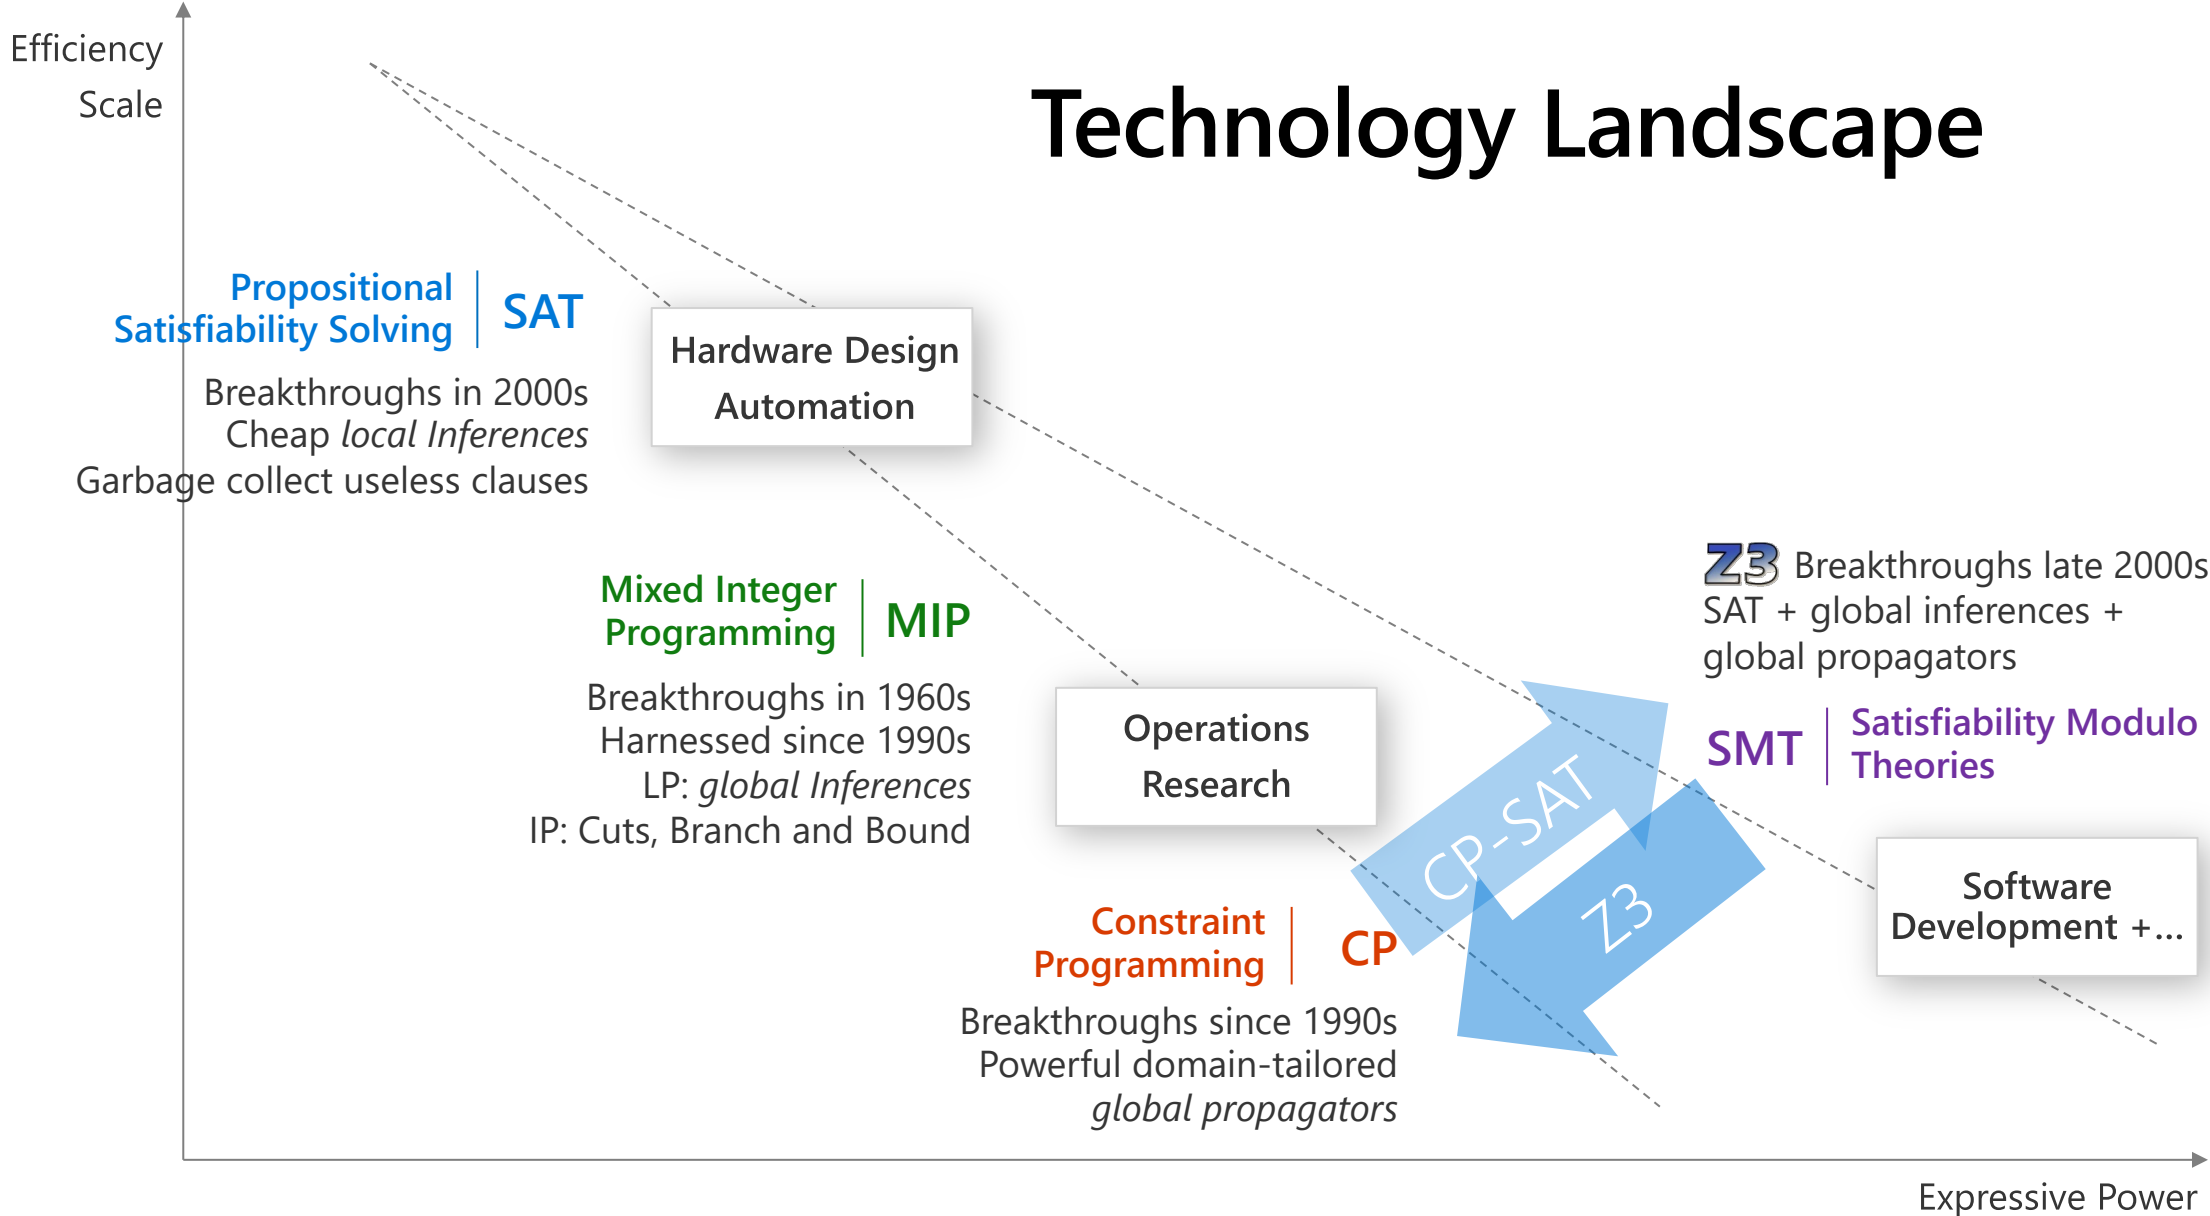 Efficiency
Scale
Technology Landscape
Propositional
Satisfiability Solving
SAT
Breakthroughs in 2000s
Cheap local Inferences
Garbage collect useless clauses
Hardware Design
Automation
Mixed Integer
Programming
MIP
Breakthroughs in 1960s
Harnessed since 1990s
LP: global Inferences
IP: Cuts, Branch and Bound
Operations
Research
Z3 Breakthroughs late 2000s
SAT + global inferences +
global propagators
SMT
Satisfiability Modulo
Theories
CP-SAT
Z3
Software
Development +...
Constraint
Programming
CP
Breakthroughs since 1990s
Powerful domain-tailored
global propagators
Expressive Power